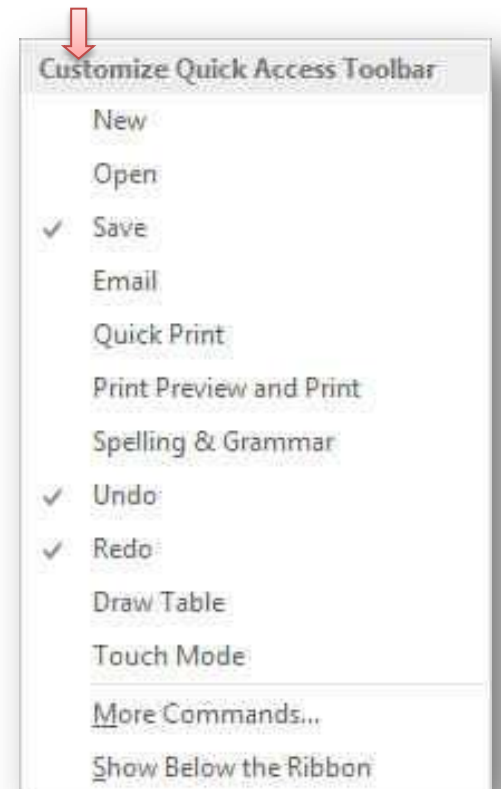 Customize Quick Access Toolbar
New
Open
✓ Save
Email
Quick Print
Print Preview and Print
Spelling & Grammar
✓ Undo
✓ Redo
Draw Table
Touch Mode
More Commands...
Show Below the Ribbon